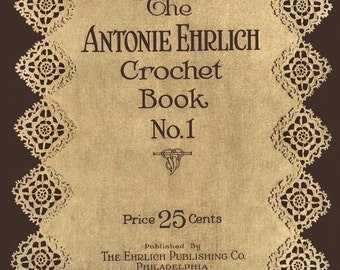 The
ANTONIE EHRLICH
Crochet
Book
No. 1
Price 25 Cents
Published By
THE EHRLICH PUBLISHING CO.
PHILADELPHIA